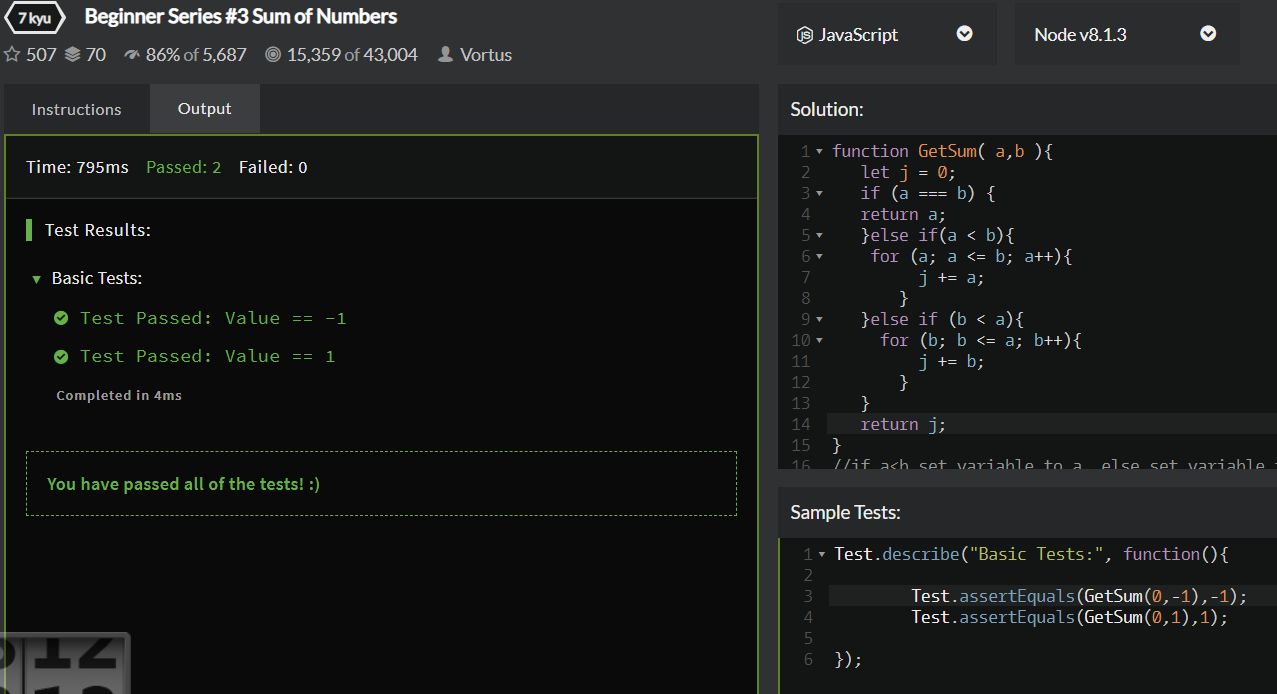 7 kyu Beginner Series #3 Sum of Numbers
507 70 86% of 5,687 15,359 of 43,004 Vortus
JavaScript Node v8.1.3
Instructions Output
Time: 795ms Passed: 2 Failed: 0
Test Results:
Basic Tests:
Test Passed: Value == -1
Test Passed: Value == 1
Completed in 4ms
You have passed all of the tests! :)
12
Solution:
1 function GetSum( a,b ){
2 let j = 0;
3 if (a === b) {
4 return a;
5 }else if(a < b){
6 for (a; a <= b; a++){
7 j += a;
8 }
9 }else if (b < a){
10 for (b; b <= a; b++){
11 j += b;
12 }
13 }
14 return j;
15 }
16 //if a<b set variable to a, else set variable
Sample Tests:
1 Test.describe("Basic Tests:", function(){
2
3 Test.assertEquals(GetSum(0,-1),-1);
4 Test.assertEquals(GetSum(0,1),1);
5
6 });